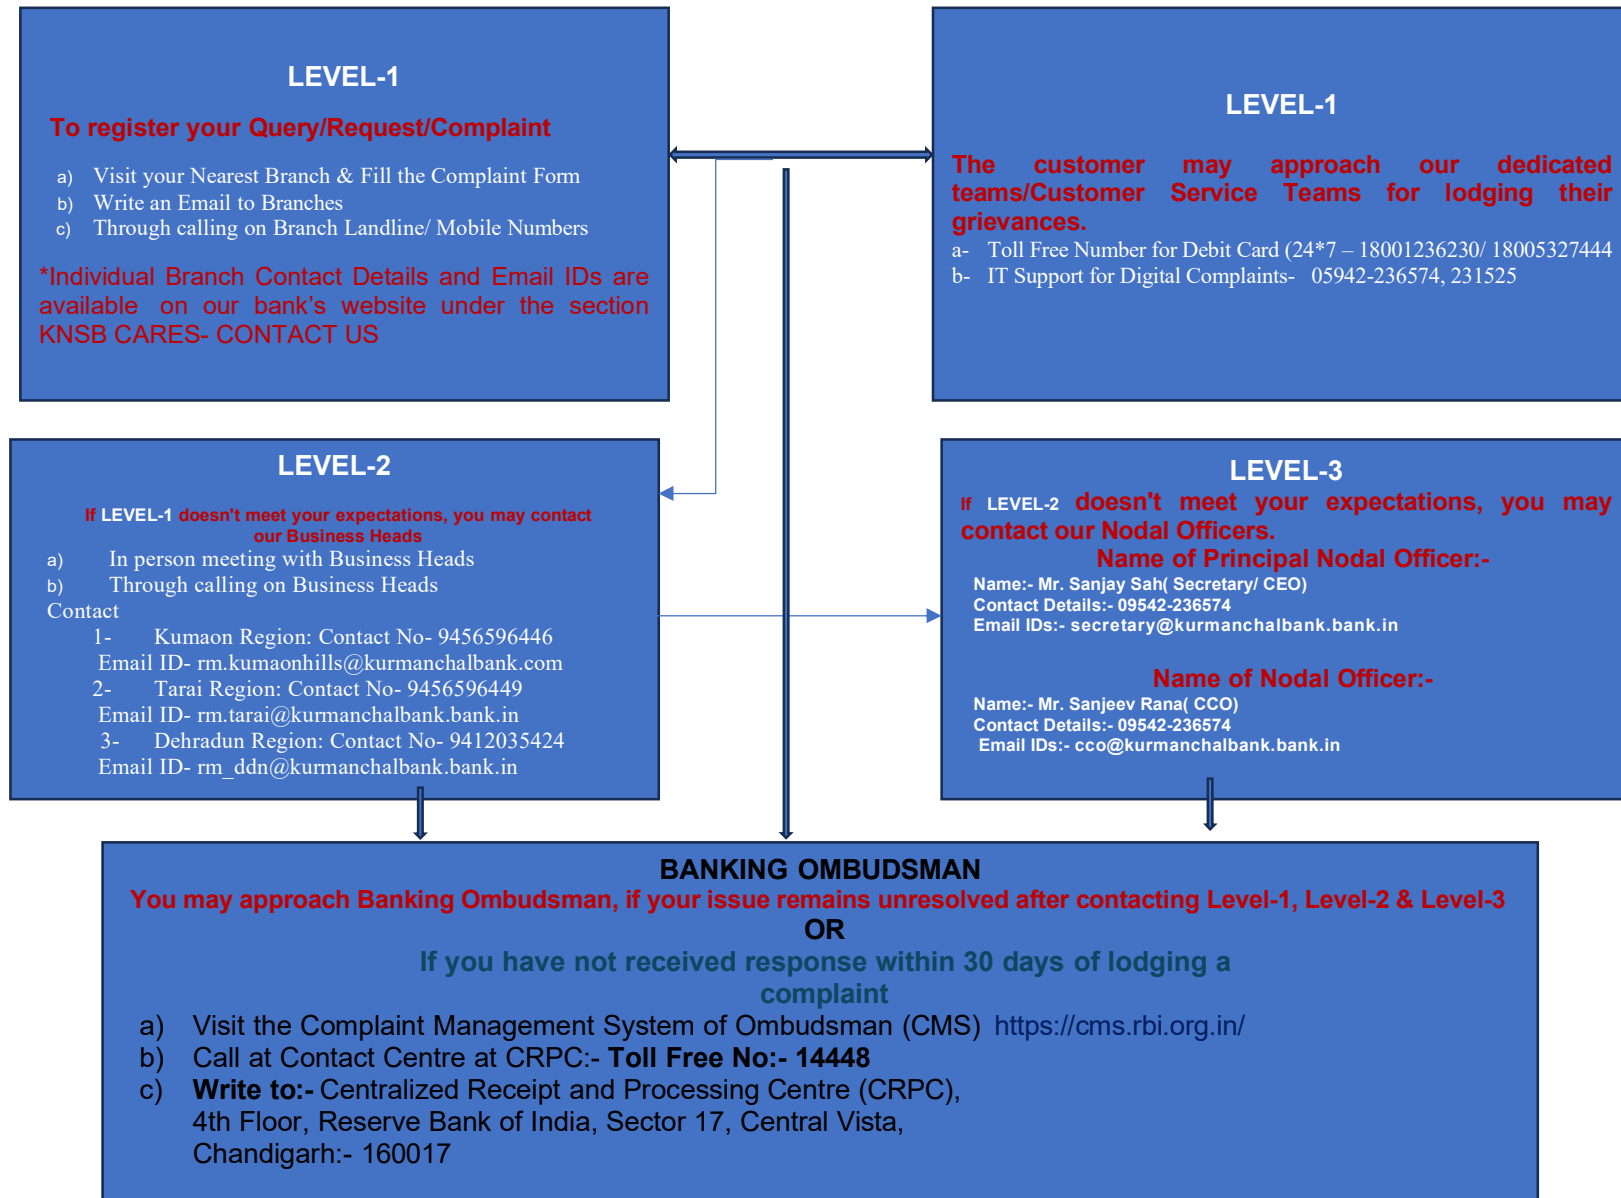 LEVEL-1
To register your Query/Request/Complaint
a) Visit your Nearest Branch & Fill the Complaint Form
b) Write an Email to Branches
c) Through calling on Branch Landline/ Mobile Numbers
*Individual Branch Contact Details and Email IDs are
available on our bank’s website under the section
KNSB CARES- CONTACT US
LEVEL-1
The customer may approach our dedicated
teams/Customer Service Teams for lodging their
grievances.
a- Toll Free Number for Debit Card (24*7 – 18001236230/ 18005327444
b- IT Support for Digital Complaints- 05942-236574, 231525
LEVEL-2
If LEVEL-1 doesn't meet your expectations, you may contact
our Business Heads
a) In person meeting with Business Heads
b) Through calling on Business Heads
Contact
1- Kumaon Region: Contact No- 9456596446
Email ID- rm.kumaonhills@kurmanchalbank.com
2- Tarai Region: Contact No- 9456596449
Email ID- rm.tarai@kurmanchalbank.bank.in
3- Dehradun Region: Contact No- 9412035424
Email ID- rm_ddn@kurmanchalbank.bank.in
LEVEL-3
If LEVEL-2 doesn't meet your expectations, you may
contact our Nodal Officers.
Name of Principal Nodal Officer:-
Name:- Mr. Sanjay Sah( Secretary/ CEO)
Contact Details:- 09542-236574
Email IDs:- secretary@kurmanchalbank.bank.in
Name of Nodal Officer:-
Name:- Mr. Sanjeev Rana( CCO)
Contact Details:- 09542-236574
Email IDs:- cco@kurmanchalbank.bank.in
BANKING OMBUDSMAN
You may approach Banking Ombudsman, if your issue remains unresolved after contacting Level-1, Level-2 & Level-3
OR
If you have not received response within 30 days of lodging a
complaint
a) Visit the Complaint Management System of Ombudsman (CMS) https://cms.rbi.org.in/
b) Call at Contact Centre at CRPC:- Toll Free No:- 14448
c) Write to:- Centralized Receipt and Processing Centre (CRPC),
4th Floor, Reserve Bank of India, Sector 17, Central Vista,
Chandigarh:- 160017